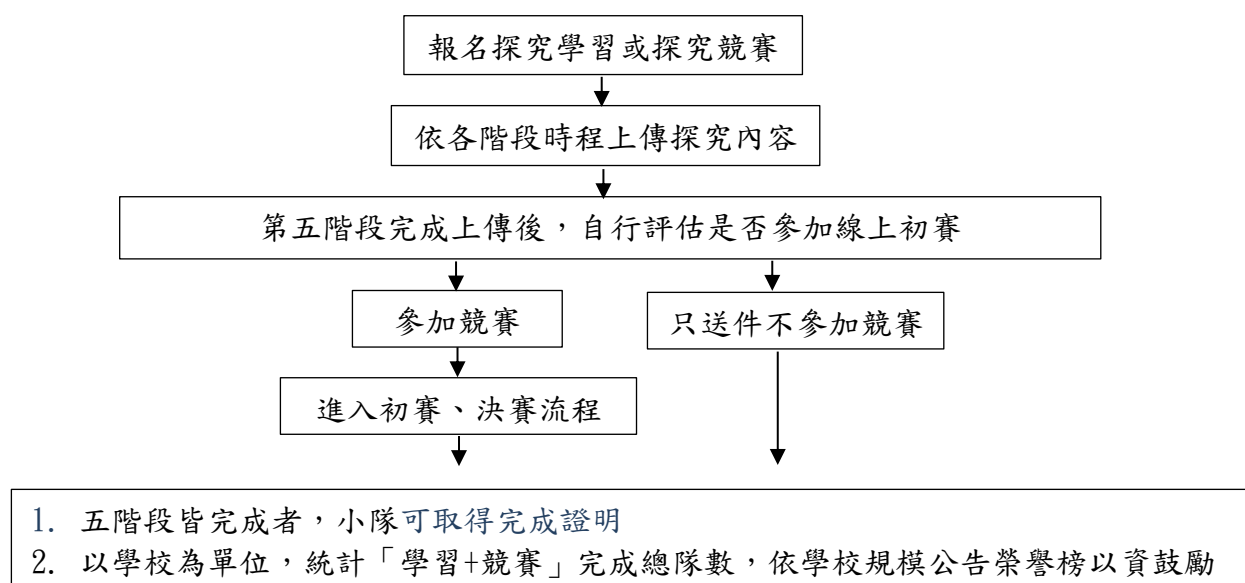 報名探究學習或探究競賽
依各階段時程上傳探究內容
第五階段完成上傳後，自行評估是否參加線上初賽
參加競賽
只送件不參加競賽
進入初賽、決賽流程
1. 五階段皆完成者，小隊可取得完成證明
2. 以學校為單位，統計「學習+競賽」完成總隊數，依學校規模公告榮譽榜以資鼓勵